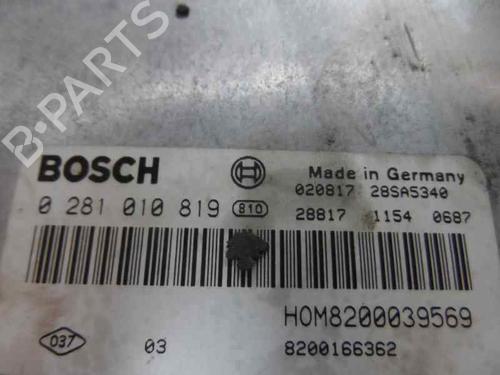 B-PARTS
BOSCH
Made in Germany
020817 28SA5340
0 281 010 819 810
28817 1154 0687
HOM8200039569
037 03
8200166362